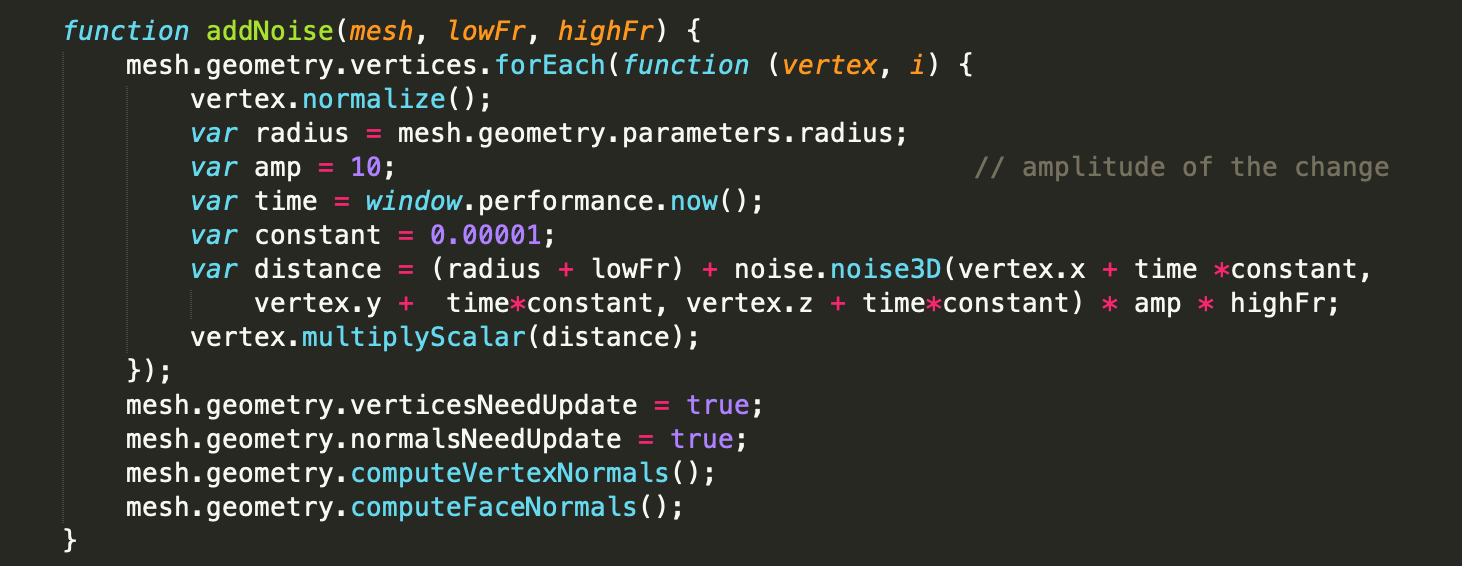 function addNoise(mesh, lowFr, highFr) {
    mesh.geometry.vertices.forEach(function (vertex, i) {
        vertex.normalize();
        var radius = mesh.geometry.parameters.radius;
        var amp = 10;                                    // amplitude of the change
        var time = window.performance.now();
        var constant = 0.00001;
        var distance = (radius + lowFr) + noise.noise3D(vertex.x + time *constant,
            vertex.y +  time*constant, vertex.z + time*constant) * amp * highFr;
        vertex.multiplyScalar(distance);
    });
    mesh.geometry.verticesNeedUpdate = true;
    mesh.geometry.normalsNeedUpdate = true;
    mesh.geometry.computeVertexNormals();
    mesh.geometry.computeFaceNormals();
}